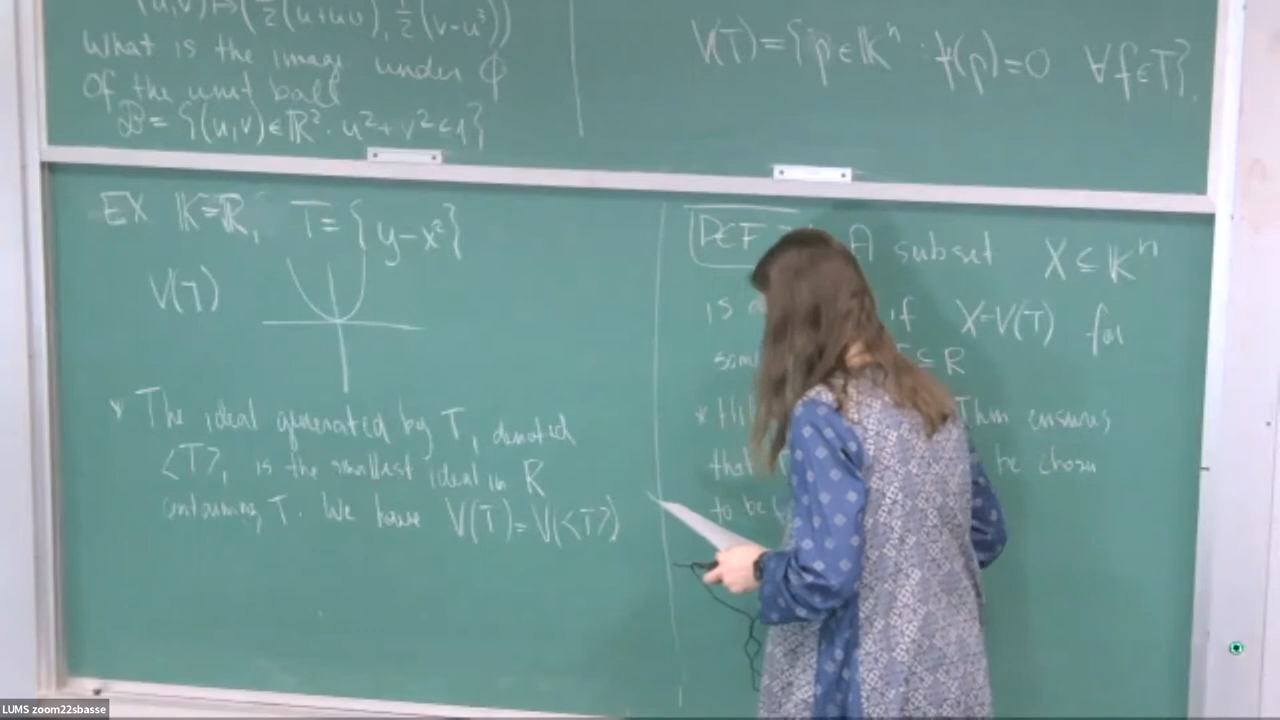 (u,v)↦(½(u+uv), ½(v-u³))
What is the image under ϕ
Of the unit ball
B={(u,v)∈ℝ²: u²+v²<1}
V(T)={p∈𝕂ⁿ: f(p)=0 ∀f∈T}.
EX 𝕂=ℝ, T={y-x²}
V(T)
* The ideal generated by T, denoted
<T>, is the smallest ideal in R
containing T. We have V(T)=V(<T>)
DEF A subset X⊆𝕂ⁿ
is if X=V(T) for
⊆R
* Thm ensures
that be chosen
to be
LUMS zoom22sbasse